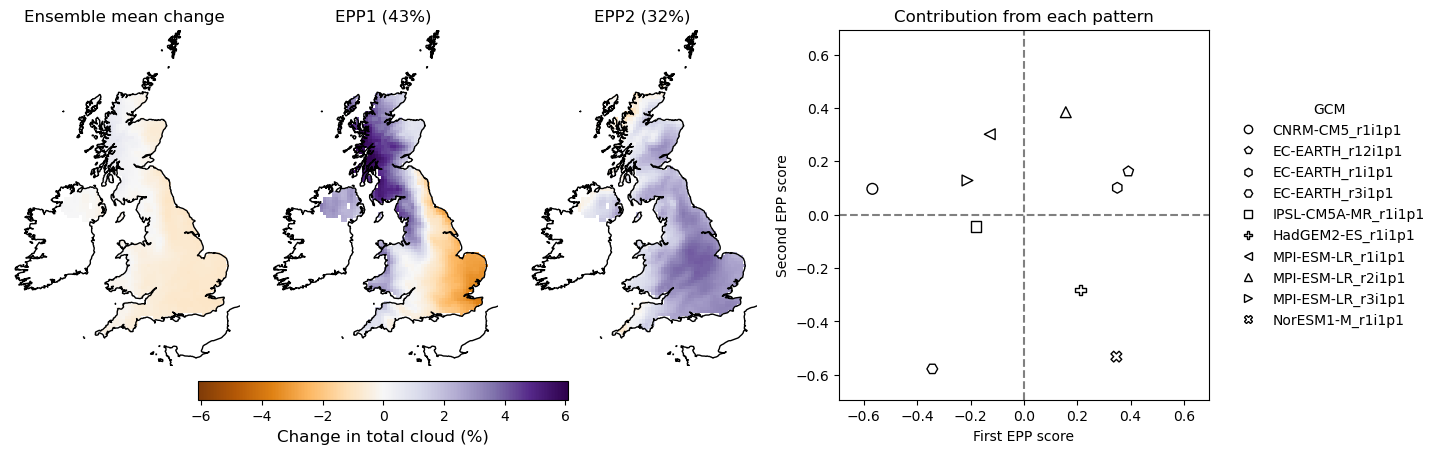 Ensemble mean change
EPP1 (43%)
EPP2 (32%)
Contribution from each pattern
−6 −4 −2 0 2 4 6
Change in total cloud (%)
Second EPP score
0.6
0.4
0.2
0.0
−0.2
−0.4
−0.6
−0.6 −0.4 −0.2 0.0 0.2 0.4 0.6
First EPP score
GCM
CNRM-CM5_r1i1p1
EC-EARTH_r12i1p1
EC-EARTH_r1i1p1
EC-EARTH_r3i1p1
IPSL-CM5A-MR_r1i1p1
HadGEM2-ES_r1i1p1
MPI-ESM-LR_r1i1p1
MPI-ESM-LR_r2i1p1
MPI-ESM-LR_r3i1p1
NorESM1-M_r1i1p1